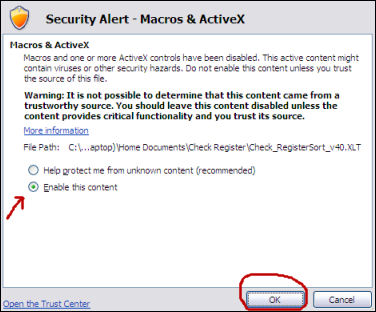 Security Alert - Macros & ActiveX
Macros & ActiveX
Macros and one or more ActiveX controls have been disabled. This active content might
contain viruses or other security hazards. Do not enable this content unless you trust
the source of this file.
Warning: It is not possible to determine that this content came from a
trustworthy source. You should leave this content disabled unless the
content provides critical functionality and you trust its source.
More information
File Path: C:\...aptop)\Home Documents\Check Register\Check_RegisterSort_v40.XLT
Help protect me from unknown content (recommended)
Enable this content
Open the Trust Center
OK
Cancel